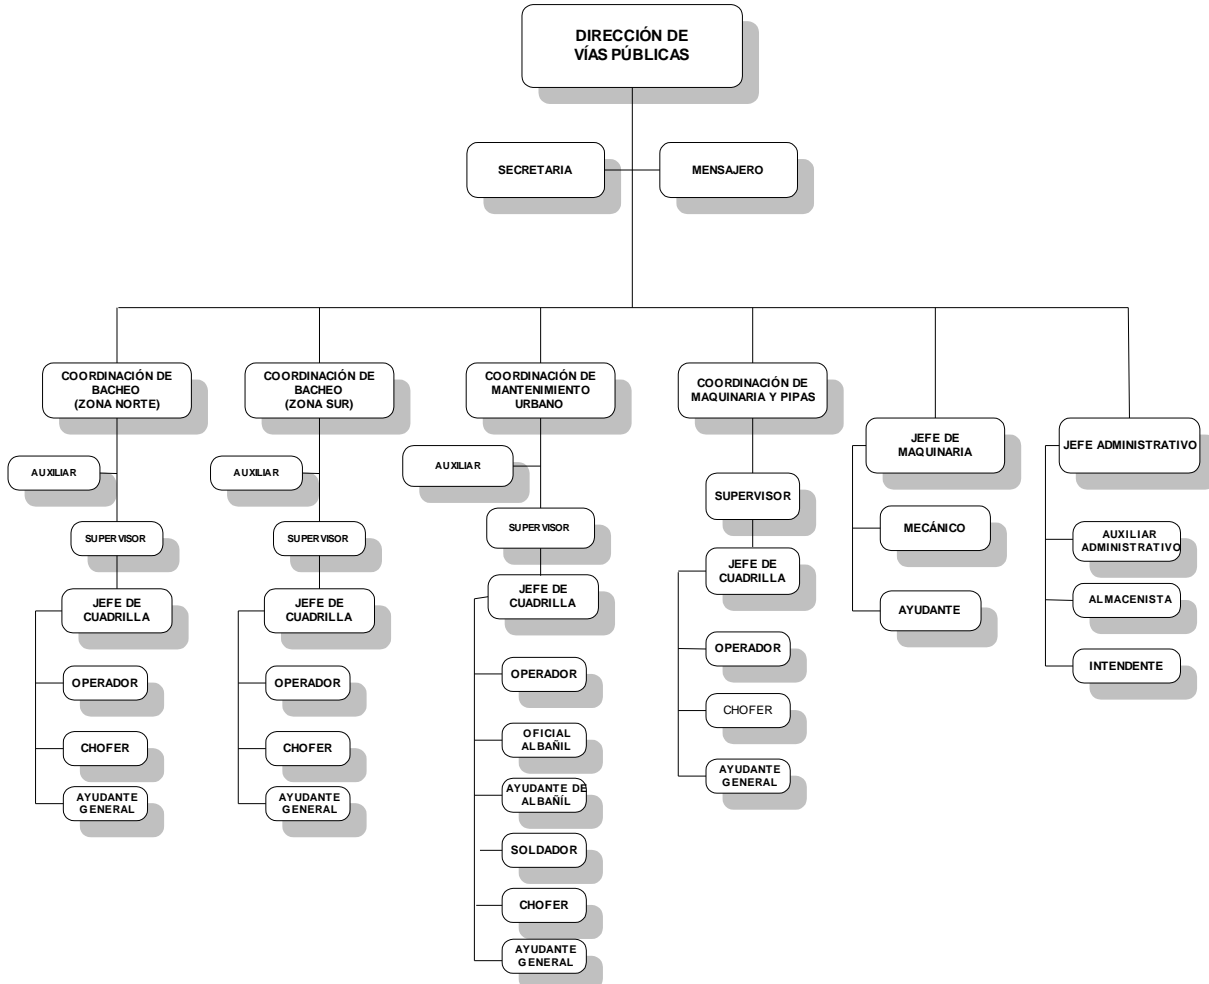 DIRECCIÓN DE
VÍAS PÚBLICAS
SECRETARIA
MENSAJERO
COORDINACIÓN DE
BACHEO
(ZONA NORTE)
AUXILIAR
SUPERVISOR
JEFE DE
CUADRILLA
OPERADOR
CHOFER
AYUDANTE
GENERAL
COORDINACIÓN DE
BACHEO
(ZONA SUR)
AUXILIAR
SUPERVISOR
JEFE DE
CUADRILLA
OPERADOR
CHOFER
AYUDANTE
GENERAL
COORDINACIÓN DE
MANTENIMIENTO
URBANO
AUXILIAR
SUPERVISOR
JEFE DE
CUADRILLA
OPERADOR
OFICIAL
ALBAÑIL
AYUDANTE DE
ALBAÑÍL
SOLDADOR
CHOFER
AYUDANTE
GENERAL
COORDINACIÓN DE
MAQUINARIA Y PIPAS
SUPERVISOR
JEFE DE
CUADRILLA
OPERADOR
CHOFER
AYUDANTE
GENERAL
JEFE DE
MAQUINARIA
MECÁNICO
AYUDANTE
JEFE ADMINISTRATIVO
AUXILIAR
ADMINISTRATIVO
ALMACENISTA
INTENDENTE